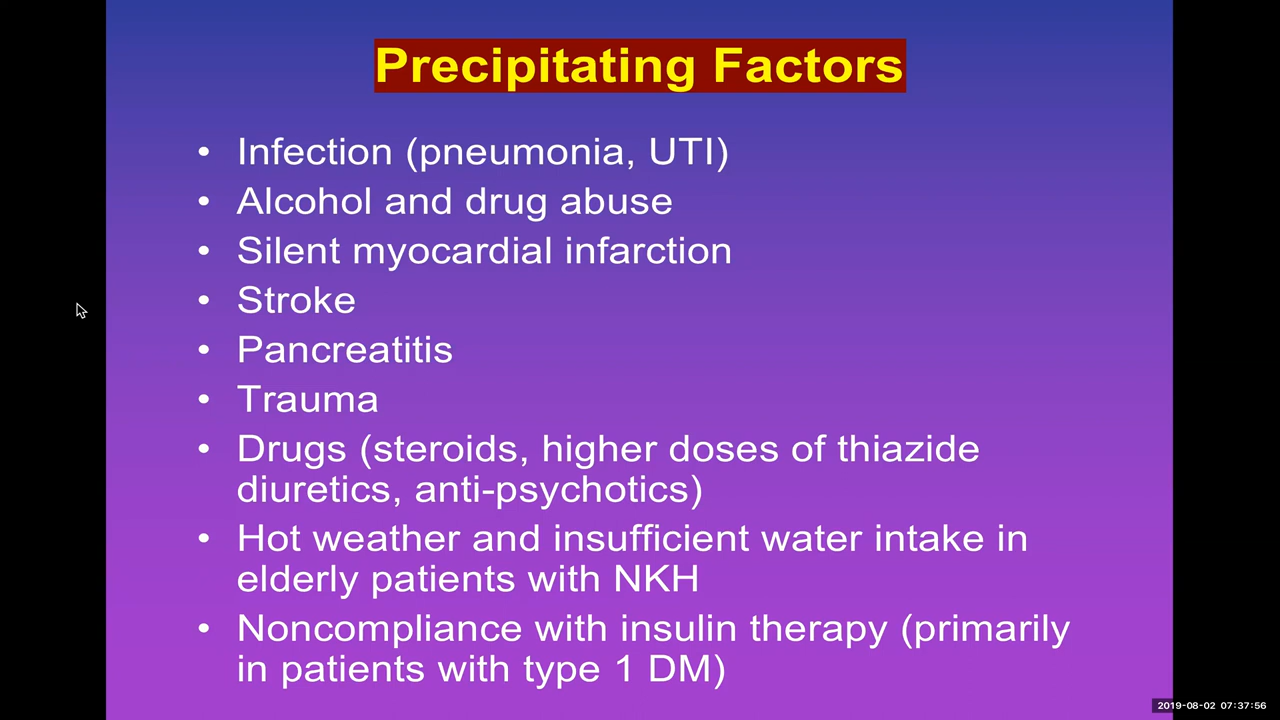 Precipitating Factors
• Infection (pneumonia, UTI)
• Alcohol and drug abuse
• Silent myocardial infarction
• Stroke
• Pancreatitis
• Trauma
• Drugs (steroids, higher doses of thiazide
diuretics, anti-psychotics)
• Hot weather and insufficient water intake in
elderly patients with NKH
• Noncompliance with insulin therapy (primarily
in patients with type 1 DM)
2019-08-02 07:37:56